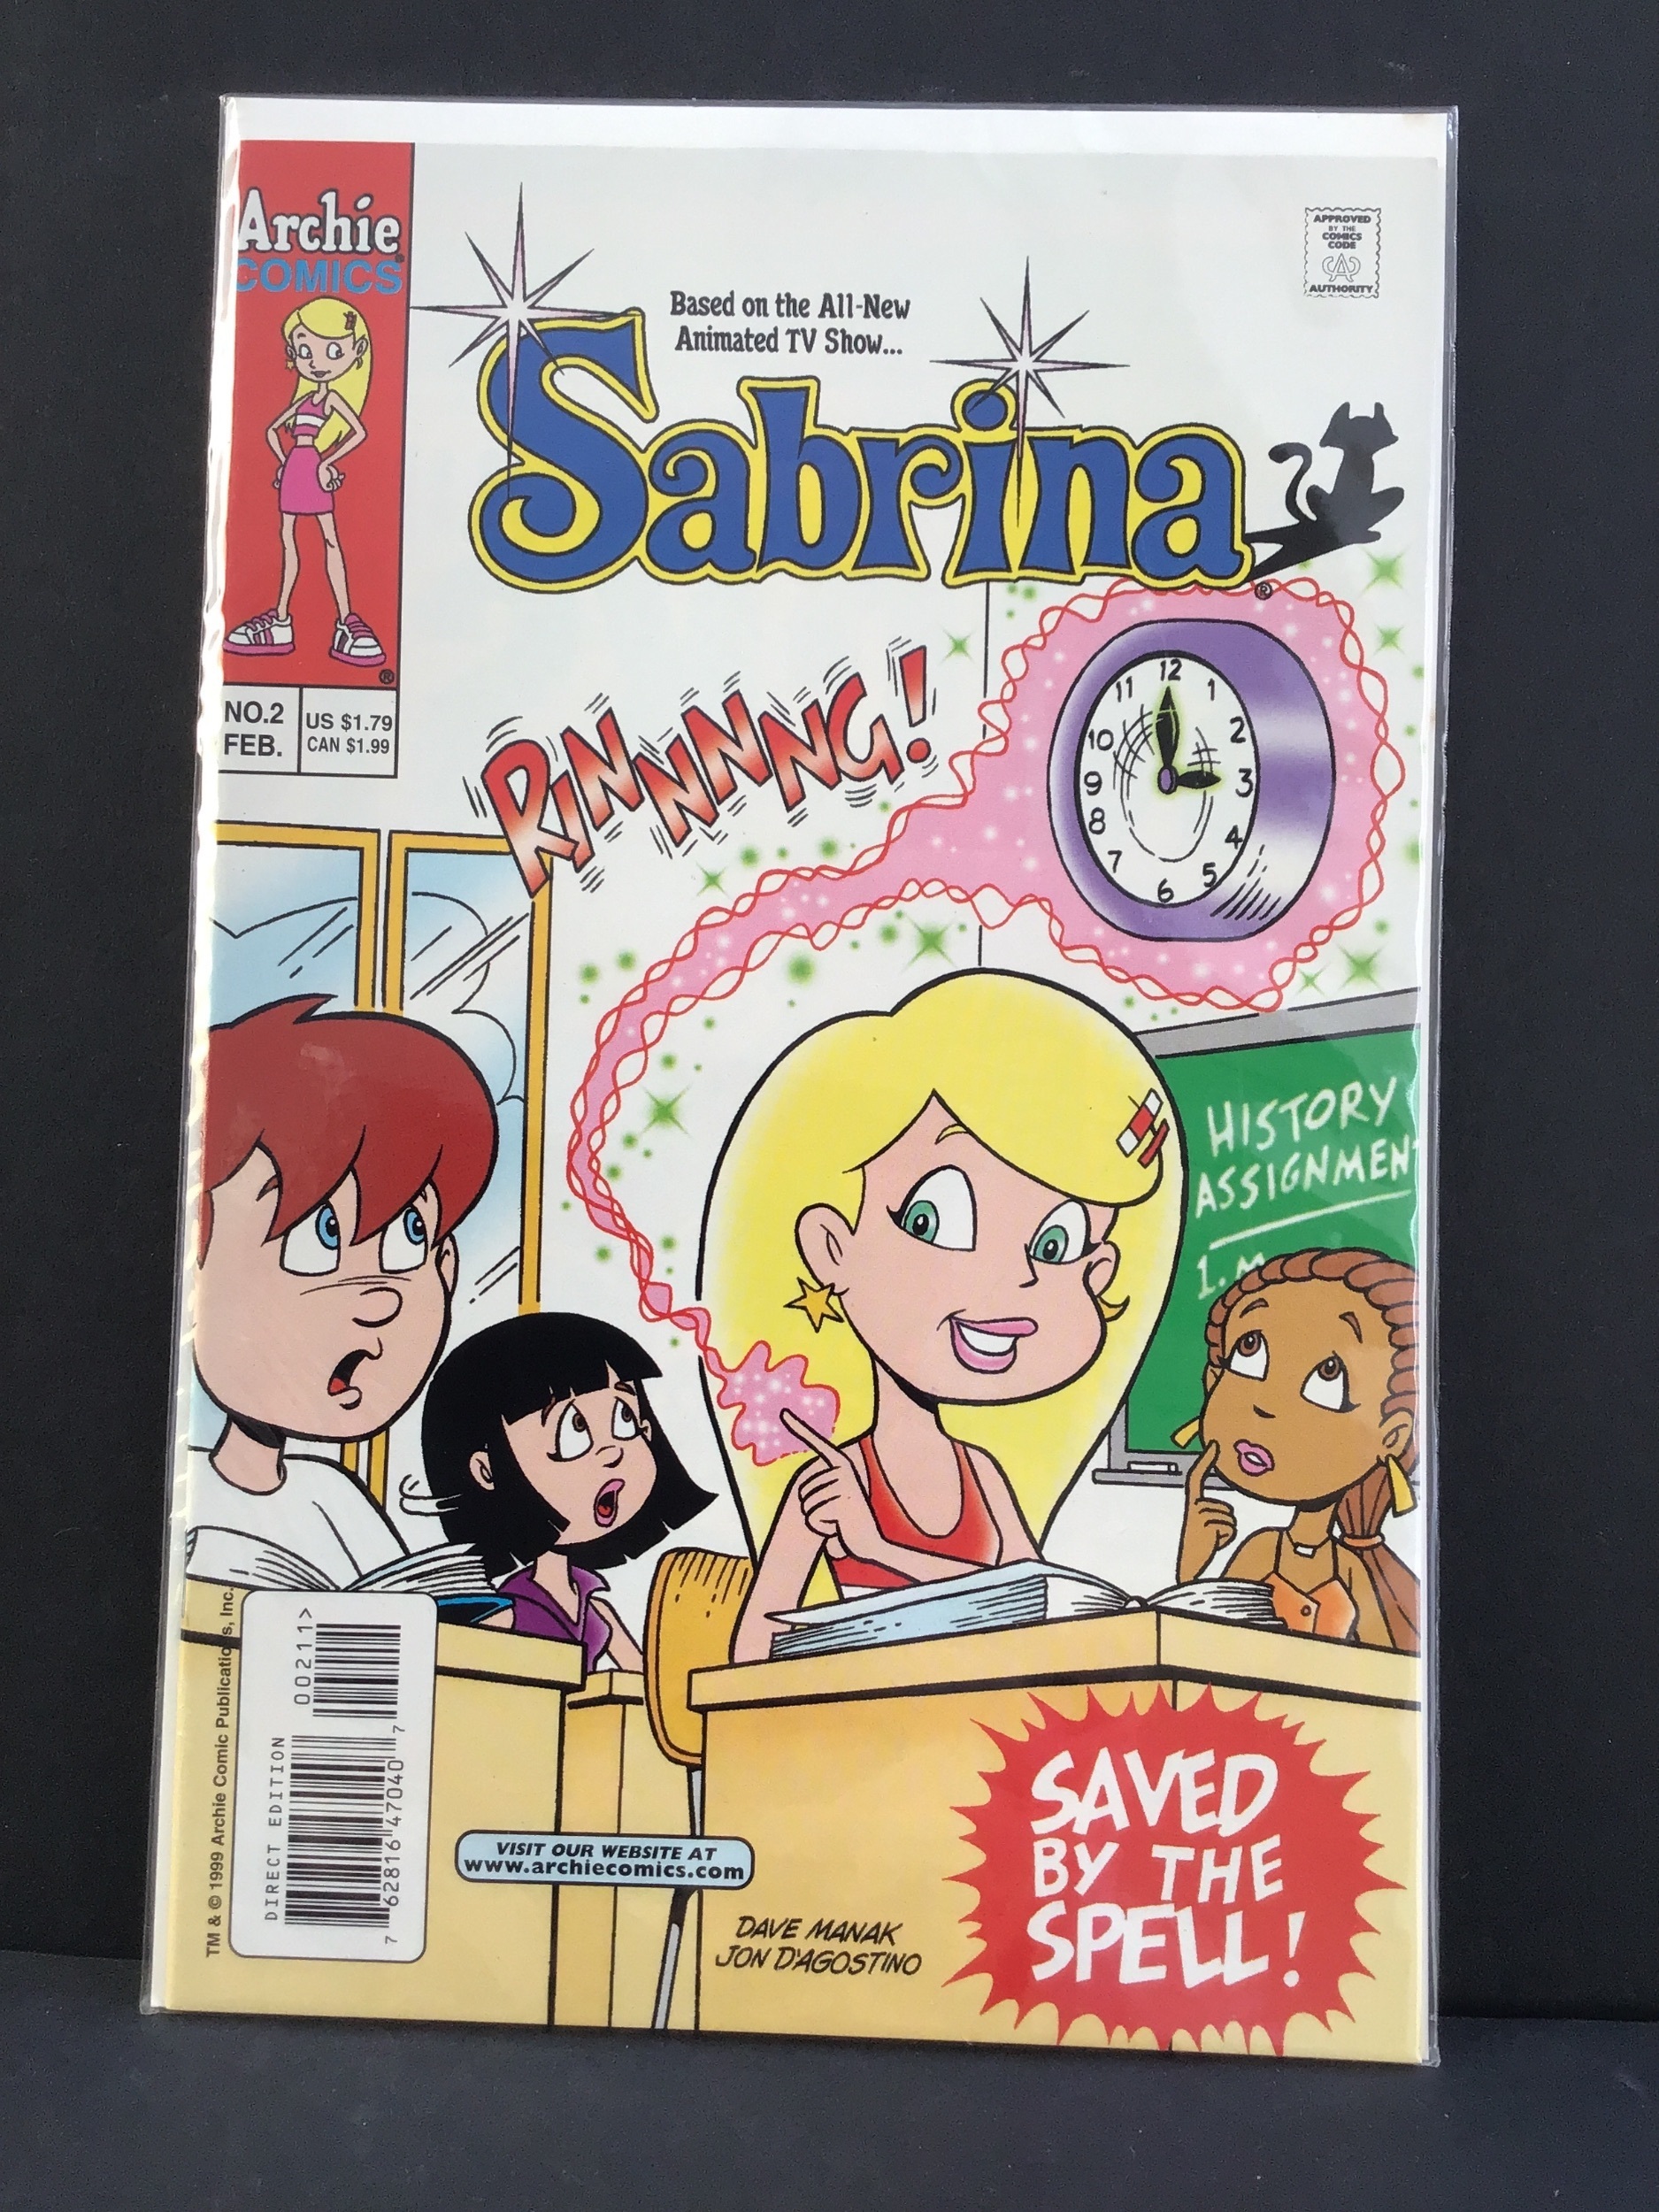 Archie
COMICS
®
®
NO.2
FEB.
US $1.79
CAN $1.99
APPROVED
BY THE
COMICS
CODE
CA
AUTHORITY
Based on the All-New
Animated TV Show...
Sabrina
®
RINNNNNG!
12
1
2
3
4
5
6
7
8
9
10
11
HISTORY
ASSIGNMEN
1. M
TM & © 1999 Archie Comic Publications, Inc.
DIRECT EDITION
00211>
7 62816 47040 7
VISIT OUR WEBSITE AT
www.archiecomics.com
DAVE MANAK
JON D'AGOSTINO
SAVED
BY THE
SPELL!